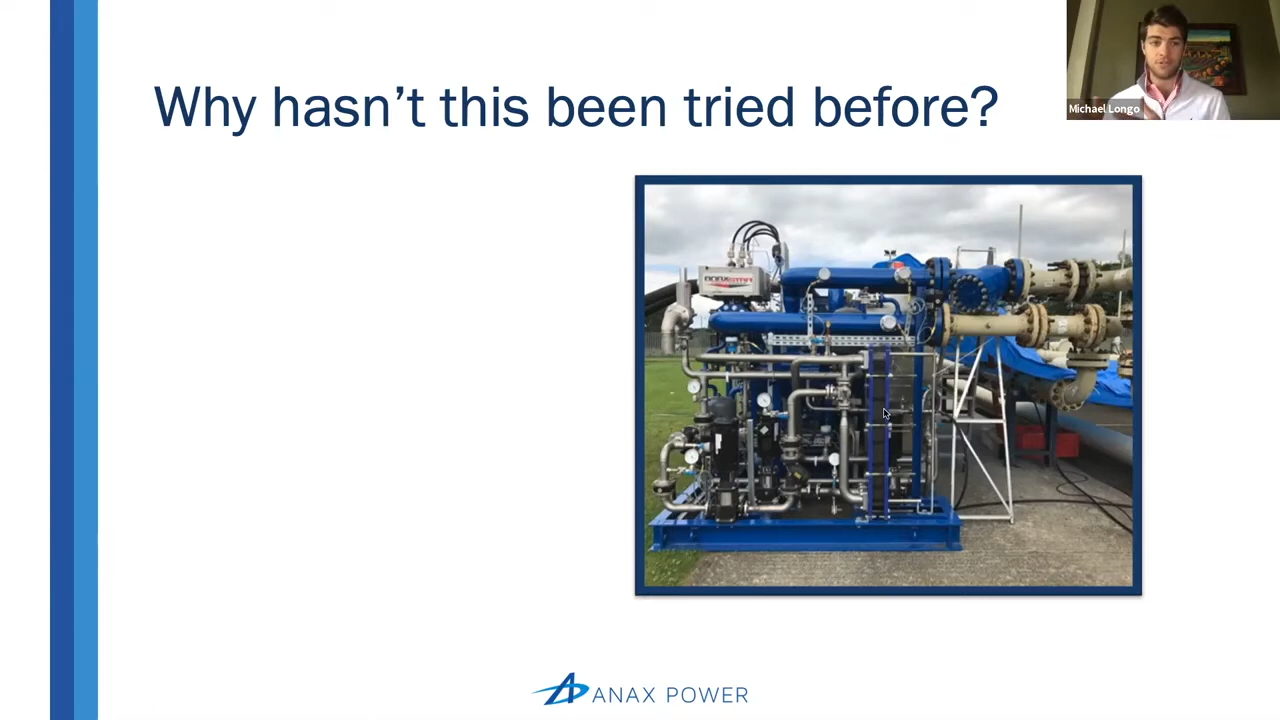 Why hasn’t this been tried before?
Michael Longo
ANAX POWER